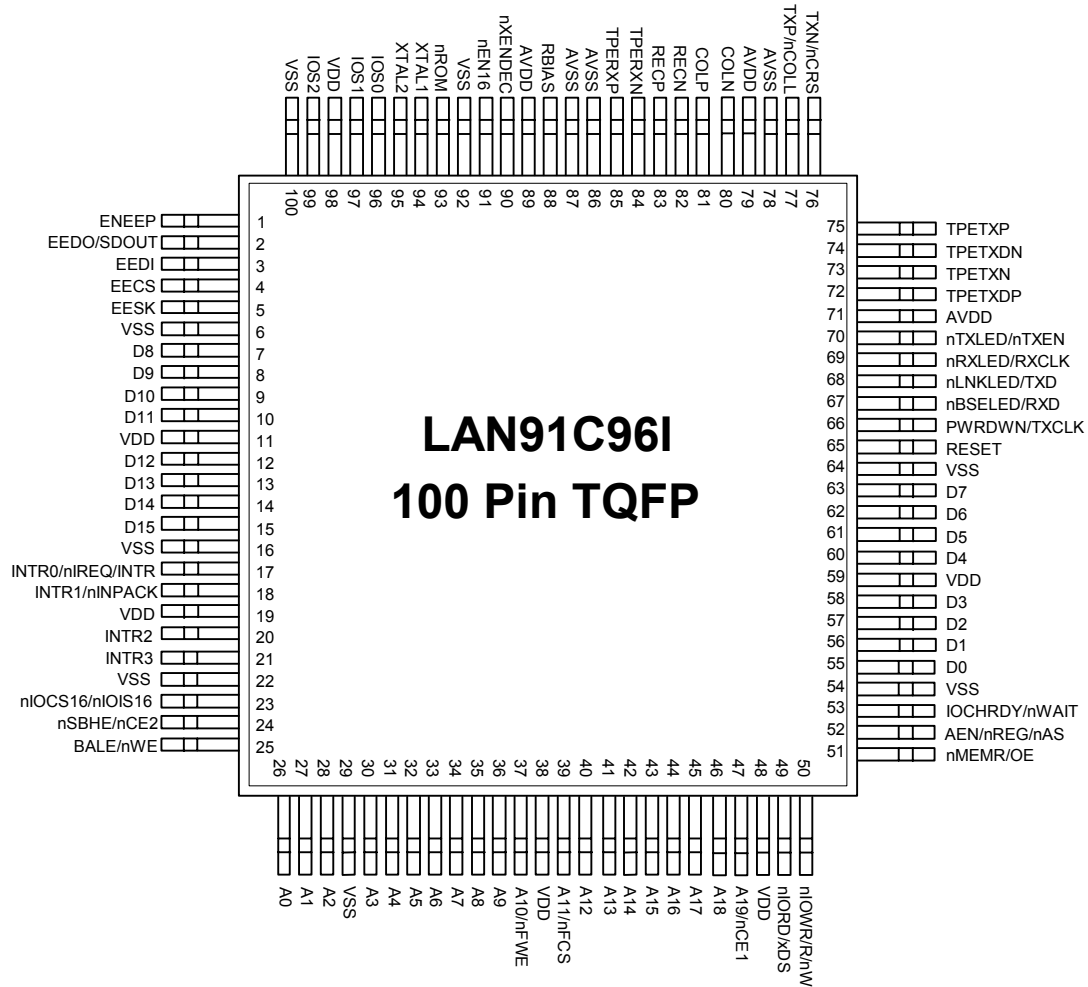 VSS
IOS2
VDD
IOS1
IOS0
XTAL2
XTAL1
nROM
VSS
nEN16
nXENDEC
AVDD
RBIAS
AVSS
AVSS
TPERXP
TPERXN
RECP
RECN
COLP
COLN
AVDD
AVSS
TXP/nCOLL
TXN/nCRS
100
99
98
97
96
95
94
93
92
91
90
89
88
87
86
85
84
83
82
81
80
79
78
77
76
ENEEP 1
EEDO/SDOUT 2
EEDI 3
EECS 4
EESK 5
VSS 6
D8 7
D9 8
D10 9
D11 10
VDD 11
D12 12
D13 13
D14 14
D15 15
VSS 16
INTR0/nIREQ/INTR 17
INTR1/nINPACK 18
VDD 19
INTR2 20
INTR3 21
VSS 22
nIOCS16/nIOIS16 23
nSBHE/nCE2 24
BALE/nWE 25
LAN91C96I
100 Pin TQFP
75 TPETXP
74 TPETXDN
73 TPETXN
72 TPETXDP
71 AVDD
70 nTXLED/nTXEN
69 nRXLED/RXCLK
68 nLNKLED/TXD
67 nBSELED/RXD
66 PWRDWN/TXCLK
65 RESET
64 VSS
63 D7
62 D6
61 D5
60 D4
59 VDD
58 D3
57 D2
56 D1
55 D0
54 VSS
53 IOCHRDY/nWAIT
52 AEN/nREG/nAS
51 nMEMR/OE
26
27
28
29
30
31
32
33
34
35
36
37
38
39
40
41
42
43
44
45
46
47
48
49
50
A0
A1
A2
VSS
A3
A4
A5
A6
A7
A8
A9
A10/nFWE
VDD
A11/nFCS
A12
A13
A14
A15
A16
A17
A18
A19/nCE1
VDD
nIORD/xDS
nIOWR/R/nW